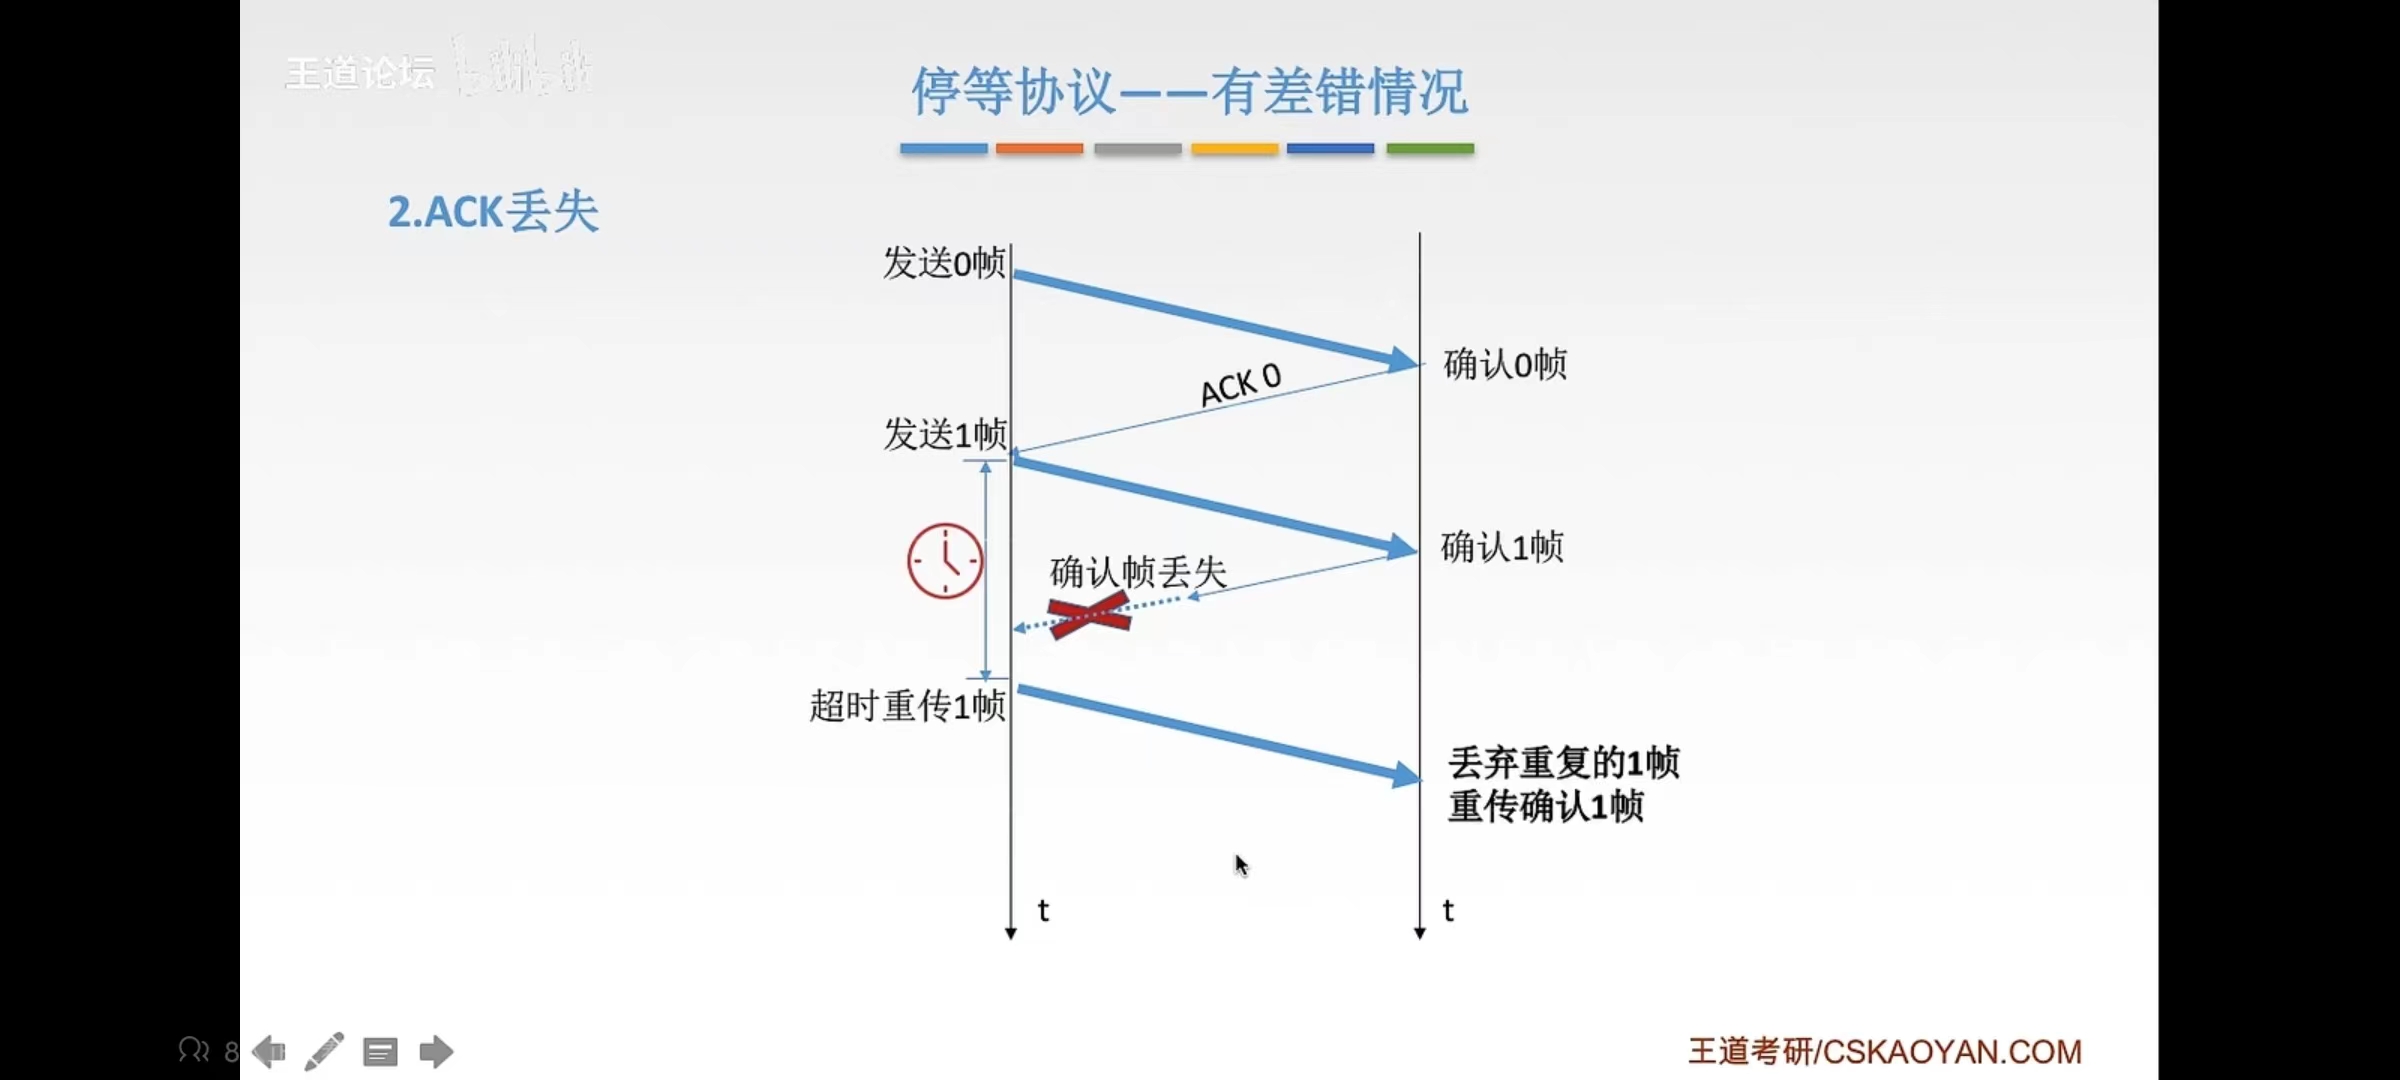 王道论坛 bilibili
停等协议——有差错情况
2.ACK丢失
发送0帧
确认0帧
ACK 0
发送1帧
确认1帧
确认帧丢失
超时重传1帧
丢弃重复的1帧
重传确认1帧
t
t
8
王道考研/CSKAOYAN.COM